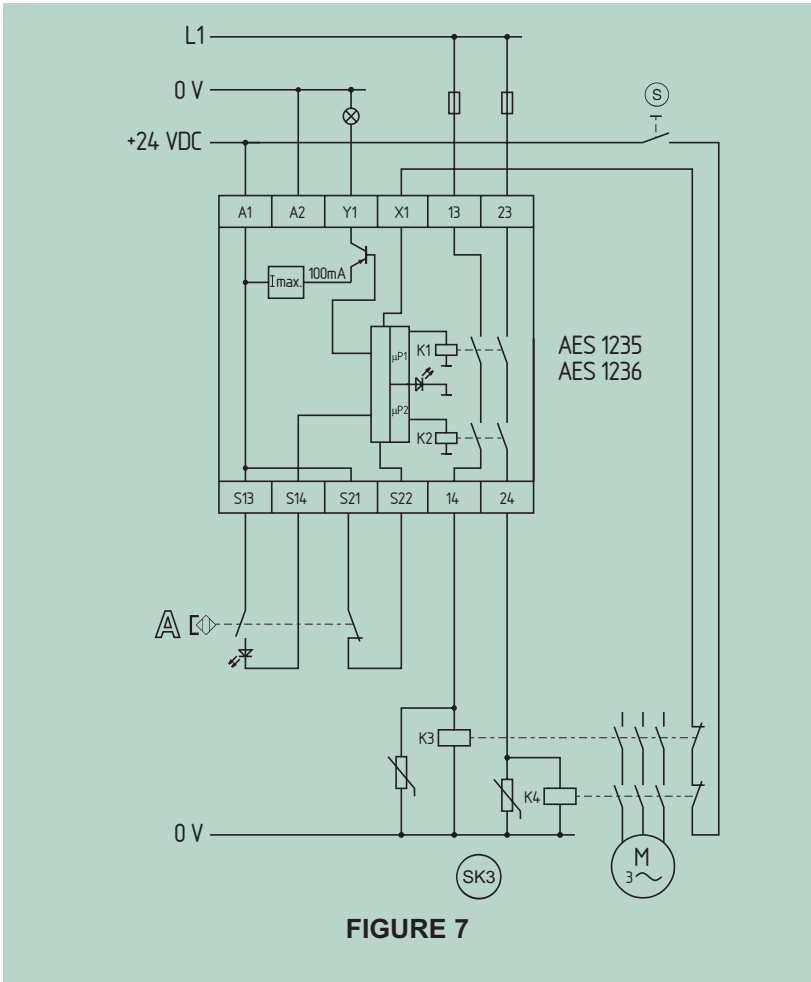 L1
0 V
S
+24 VDC
A1 A2 Y1 X1 13 23
I max. 100mA
K1 µP1
AES 1235
AES 1236
µP2
K2
S13 S14 S21 S22 14 24
A
K3
K4
0 V
M
3~
SK3
FIGURE 7